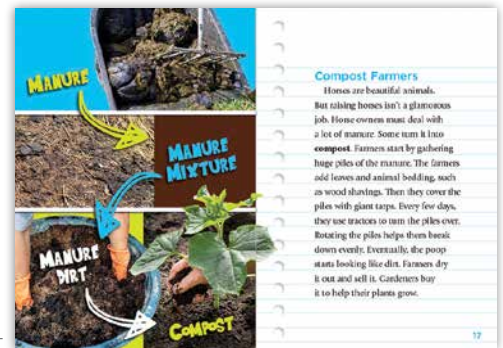 MANURE
MANURE
MIXTURE
MANURE
DIRT
COMPOST
Compost Farmers
Horses are beautiful animals.
But raising horses isn't a glamorous
job. Horse owners must deal with
a lot of manure. Some turn it into
compost. Farmers start by gathering
huge piles of the manure. The farmers
add leaves and animal bedding, such
as wood shavings. Then they cover the
piles with giant tarps. Every few days,
they use tractors to turn the piles over.
Rotating the piles helps them break
down evenly. Eventually, the poop
starts looking like dirt. Farmers dry
it out and sell it. Gardeners buy
it to help their plants grow.
17